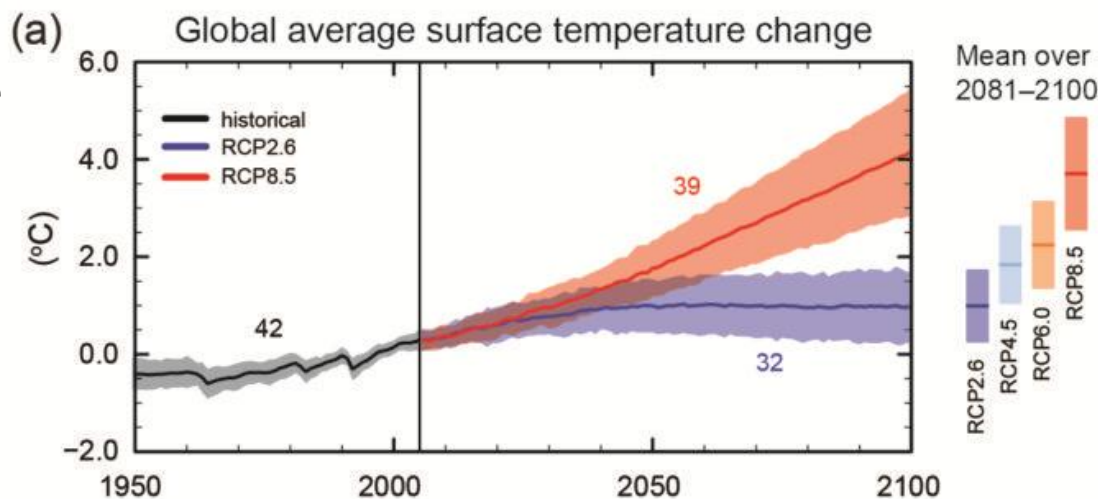 (a) Global average surface temperature change
6.0
4.0
2.0
0.0
−2.0
(°C)
historical
RCP2.6
RCP8.5
42
39
32
1950
2000
2050
2100
Mean over
2081–2100
RCP2.6
RCP4.5
RCP6.0
RCP8.5